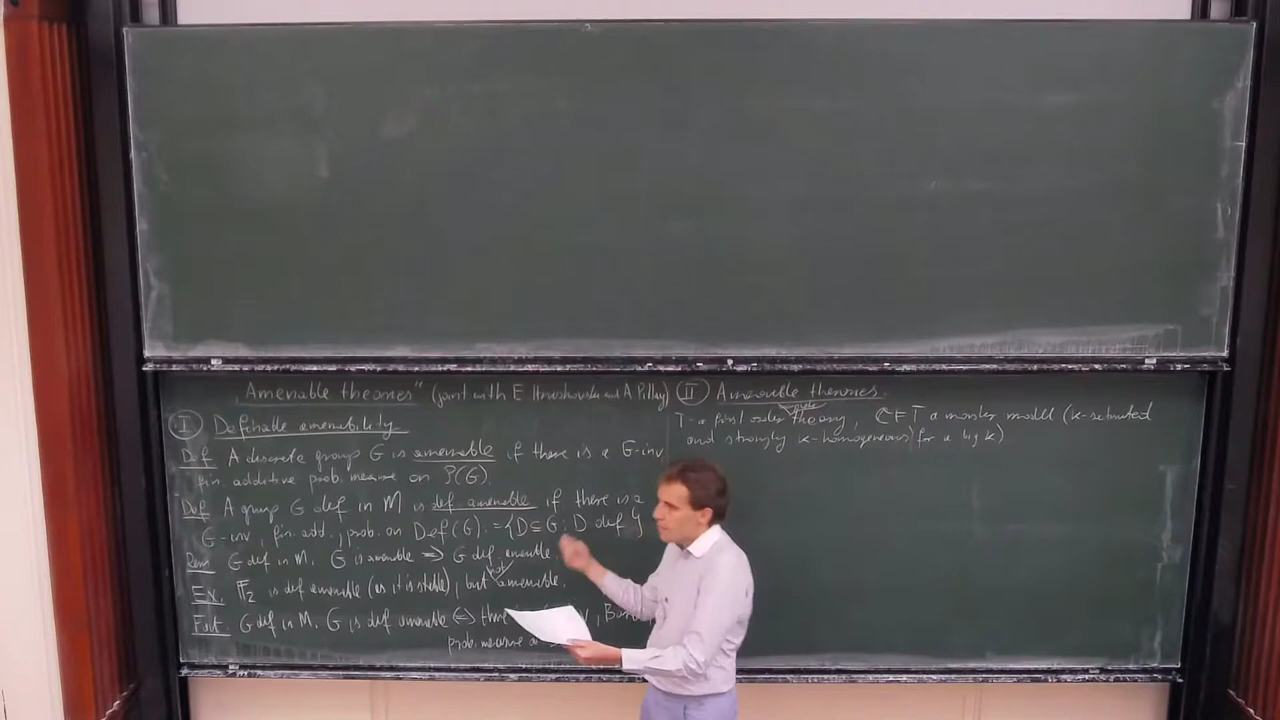 "Amenable theories" (joint with E Hrushovski and A Pillay)
I Definable amenability.
Def A discrete group G is amenable if there is a G-inv
fin. additive prob. measure on P(G).
Def A group G def in M is def amenable if there is a
G-inv, fin. add., prob. on Def(G) := {D ⊆ G : D def}
Rem G def in M. G is amenable ⇒ G def. amenable.
Ex. F₂ is def amenable (as it is stable), but not amenable.
Fact. G def in M. G is def amenable ⇔
prob. measure
II Amenable theories.
T - a first order theory, ℂ ⊨ T a monster model (κ-saturated
and strongly κ-homogeneous) for a big κ)